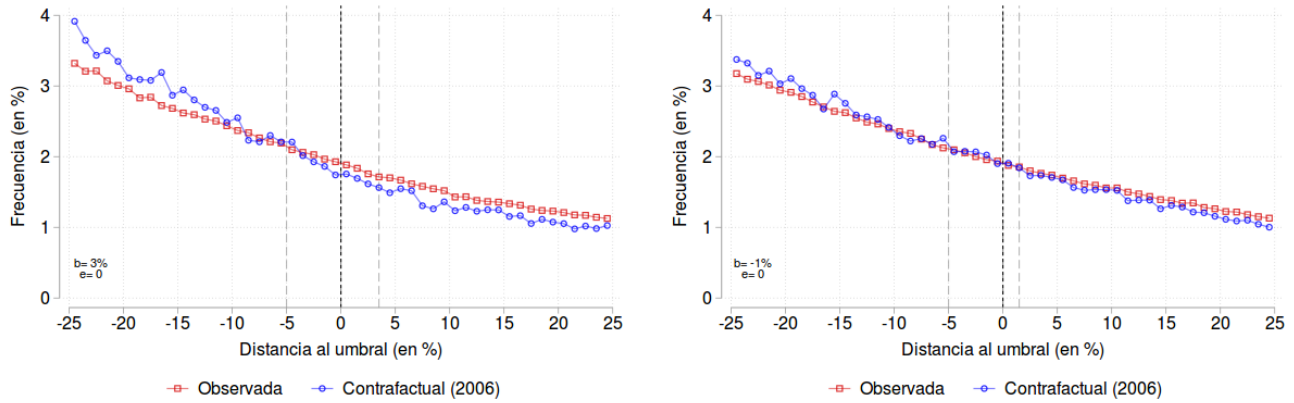 Frecuencia (en %)
4
3
2
1
0
b= 3%
e= 0
-25 -20 -15 -10 -5 0 5 10 15 20 25
Distancia al umbral (en %)
Observada Contrafactual (2006)
Frecuencia (en %)
4
3
2
1
0
b= -1%
e= 0
-25 -20 -15 -10 -5 0 5 10 15 20 25
Distancia al umbral (en %)
Observada Contrafactual (2006)